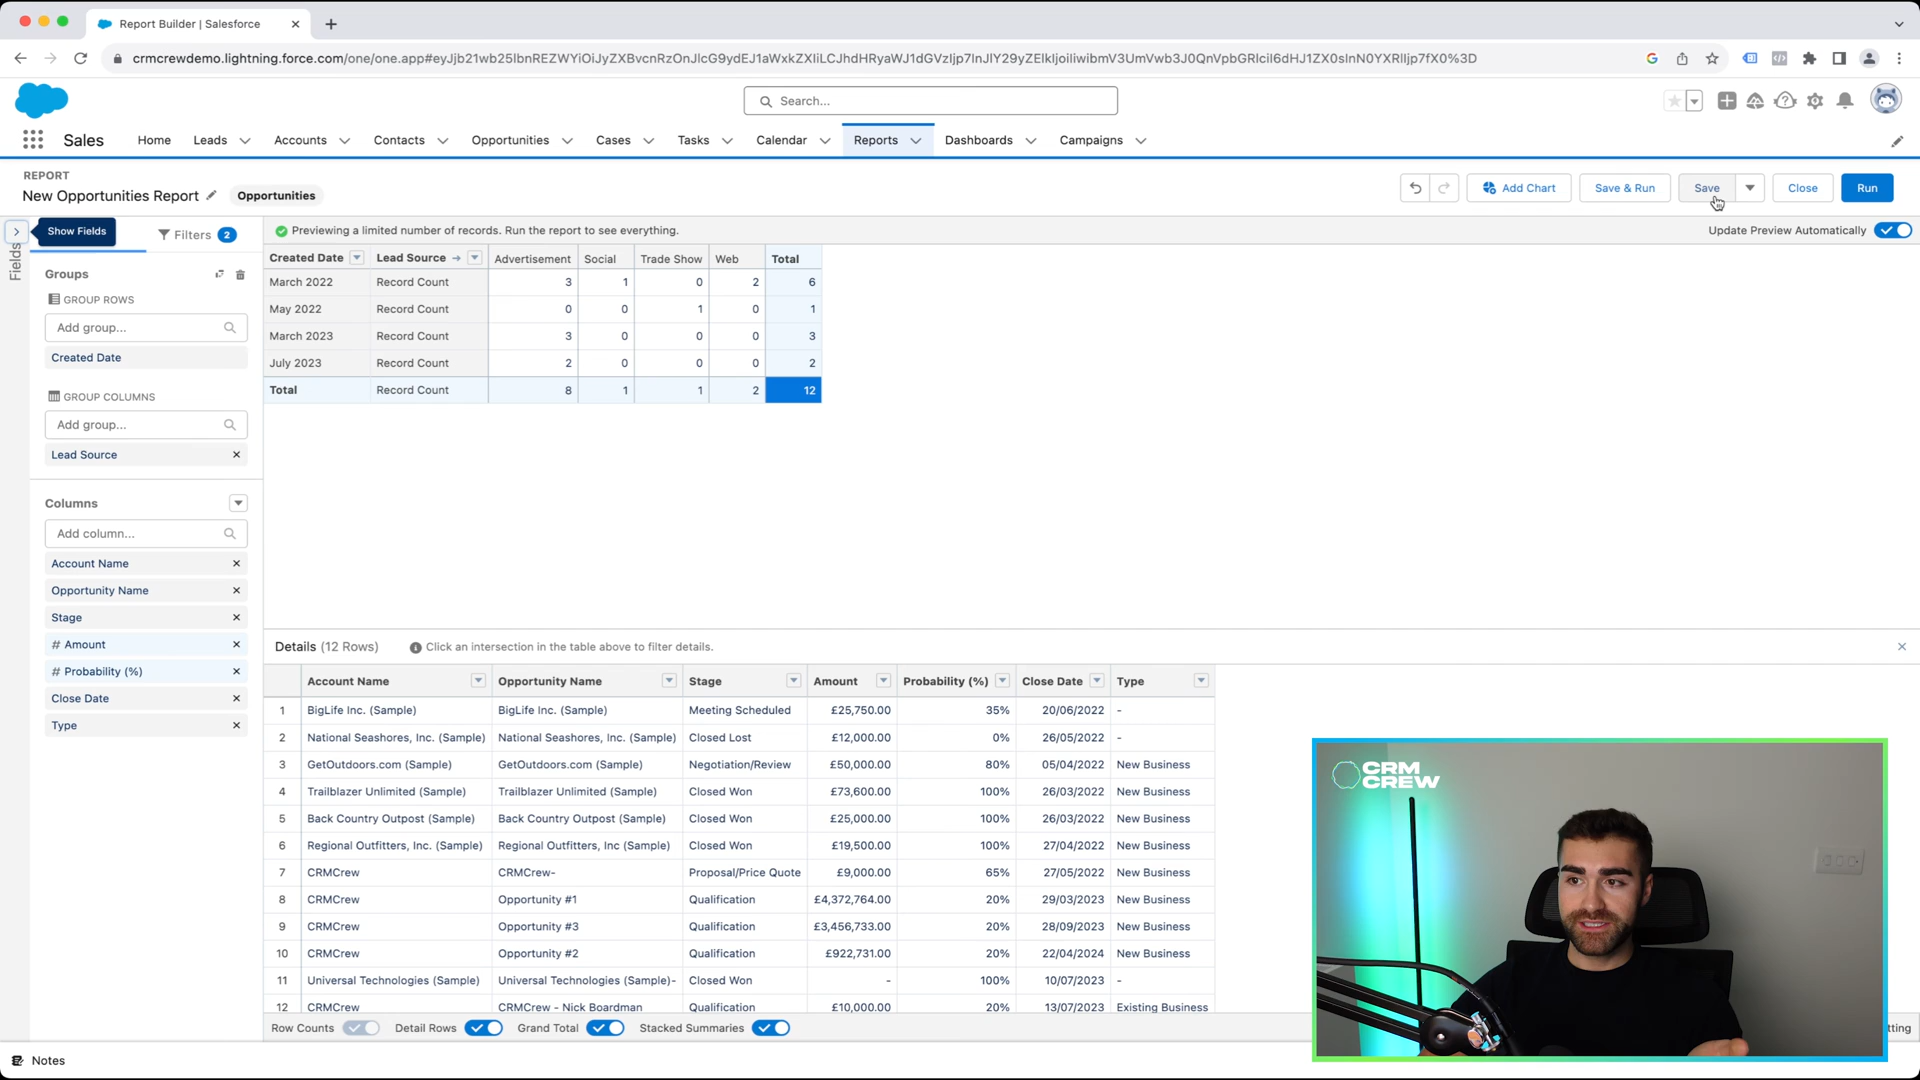 Report Builder | Salesforce
crmcrewdemo.lightning.force.com/one/one.app#
Search...
Sales Home Leads Accounts Contacts Opportunities Cases Tasks Calendar Reports Dashboards Campaigns
REPORT
New Opportunities Report Opportunities
Add Chart Save & Run Save Close Run
Fields
Show Fields
Filters 2
Previewing a limited number of records. Run the report to see everything.
Update Preview Automatically
Groups
GROUP ROWS
Add group...
Created Date
GROUP COLUMNS
Add group...
Lead Source
Columns
Add column...
Account Name
Opportunity Name
Stage
# Amount
# Probability (%)
Close Date
Type
Created Date Lead Source Advertisement Social Trade Show Web Total
March 2022 Record Count 3 1 0 2 6
May 2022 Record Count 0 0 1 0 1
March 2023 Record Count 3 0 0 0 3
July 2023 Record Count 2 0 0 0 2
Total Record Count 8 1 1 2 12
Details (12 Rows) Click an intersection in the table above to filter details.
Account Name Opportunity Name Stage Amount Probability (%) Close Date Type
1 BigLife Inc. (Sample) BigLife Inc. (Sample) Meeting Scheduled £25,750.00 35% 20/06/2022 -
2 National Seashores, Inc. (Sample) National Seashores, Inc. (Sample) Closed Lost £12,000.00 0% 26/05/2022 -
3 GetOutdoors.com (Sample) GetOutdoors.com (Sample) Negotiation/Review £50,000.00 80% 05/04/2022 New Business
4 Trailblazer Unlimited (Sample) Trailblazer Unlimited (Sample) Closed Won £73,600.00 100% 26/03/2022 New Business
5 Back Country Outpost (Sample) Back Country Outpost (Sample) Closed Won £25,000.00 100% 26/03/2022 New Business
6 Regional Outfitters, Inc. (Sample) Regional Outfitters, Inc (Sample) Closed Won £19,500.00 100% 27/04/2022 New Business
7 CRMCrew CRMCrew- Proposal/Price Quote £9,000.00 65% 27/05/2022 New Business
8 CRMCrew Opportunity #1 Qualification £4,372,764.00 20% 29/03/2023 New Business
9 CRMCrew Opportunity #3 Qualification £3,456,733.00 20% 28/09/2023 New Business
10 CRMCrew Opportunity #2 Qualification £922,731.00 20% 22/04/2024 New Business
11 Universal Technologies (Sample) Universal Technologies (Sample)- Closed Won - 100% 10/07/2023 -
12 CRMCrew CRMCrew - Nick Boardman Qualification £10,000.00 20% 13/07/2023 Existing Business
Row Counts Detail Rows Grand Total Stacked Summaries
tting
Notes
CRM
CREW